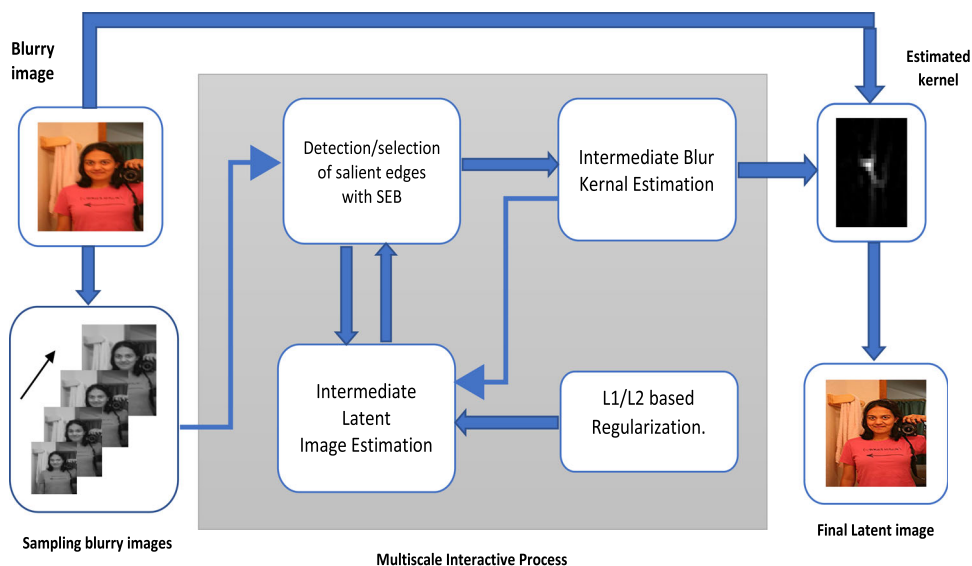 Blurry
image
Estimated
kernel
Detection/selection
of salient edges
with SEB
Intermediate Blur
Kernal Estimation
Intermediate
Latent
Image Estimation
L1/L2 based
Regularization.
Sampling blurry images
Final Latent image
Multiscale Interactive Process